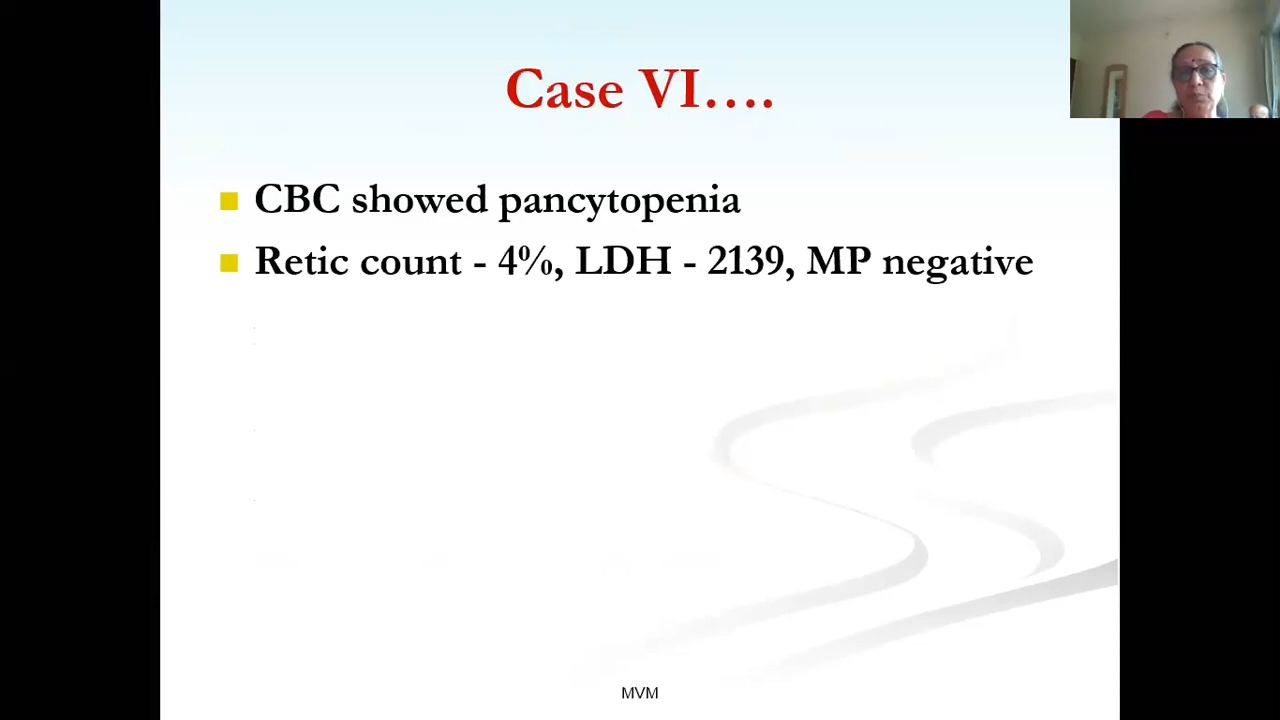 Case VI....
CBC showed pancytopenia
Retic count - 4%, LDH - 2139, MP negative
MVM